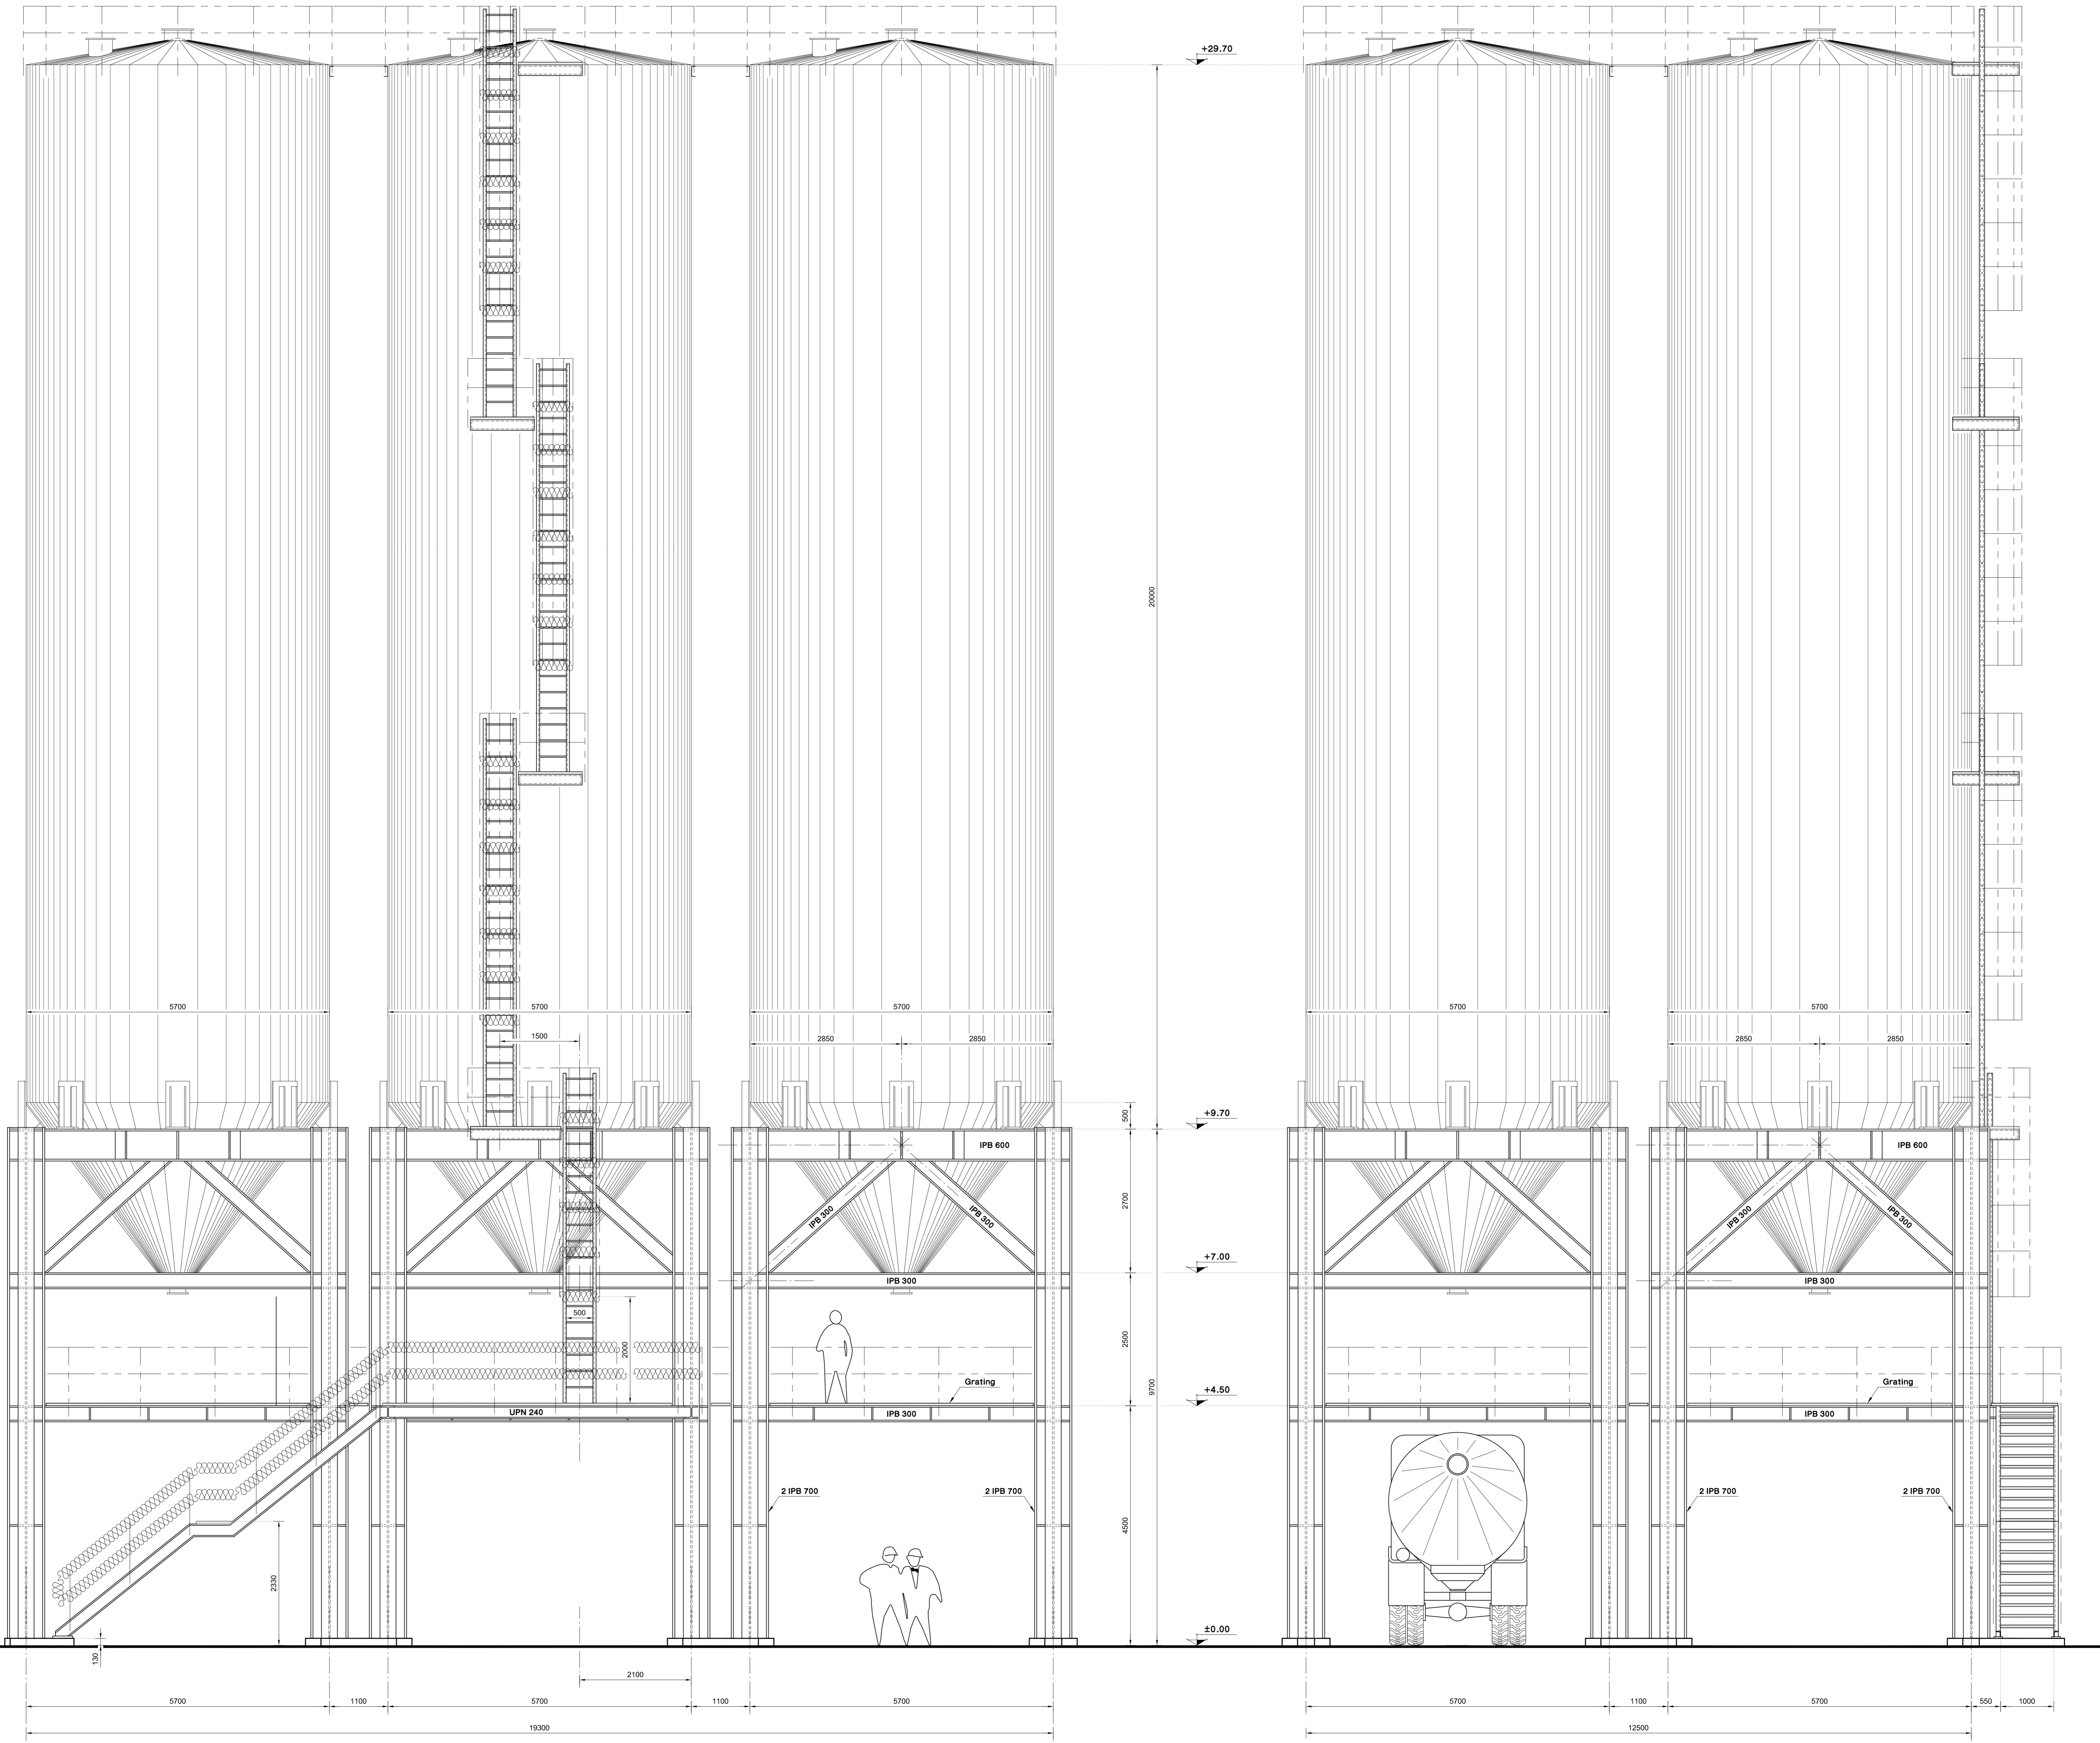 +29.70
20000
5700
5700
5700
5700
5700
1500
2850
2850
2850
2850
500
+9.70
IPB 600
IPB 600
2700
IPB 300
IPB 300
IPB 300
IPB 300
+7.00
IPB 300
IPB 300
500
2000
2500
Grating
Grating
9700
+4.50
UPN 240
IPB 300
IPB 300
2 IPB 700
2 IPB 700
2 IPB 700
2 IPB 700
4500
2330
±0.00
130
2100
5700
1100
5700
1100
5700
5700
1100
5700
550
1000
19300
12500